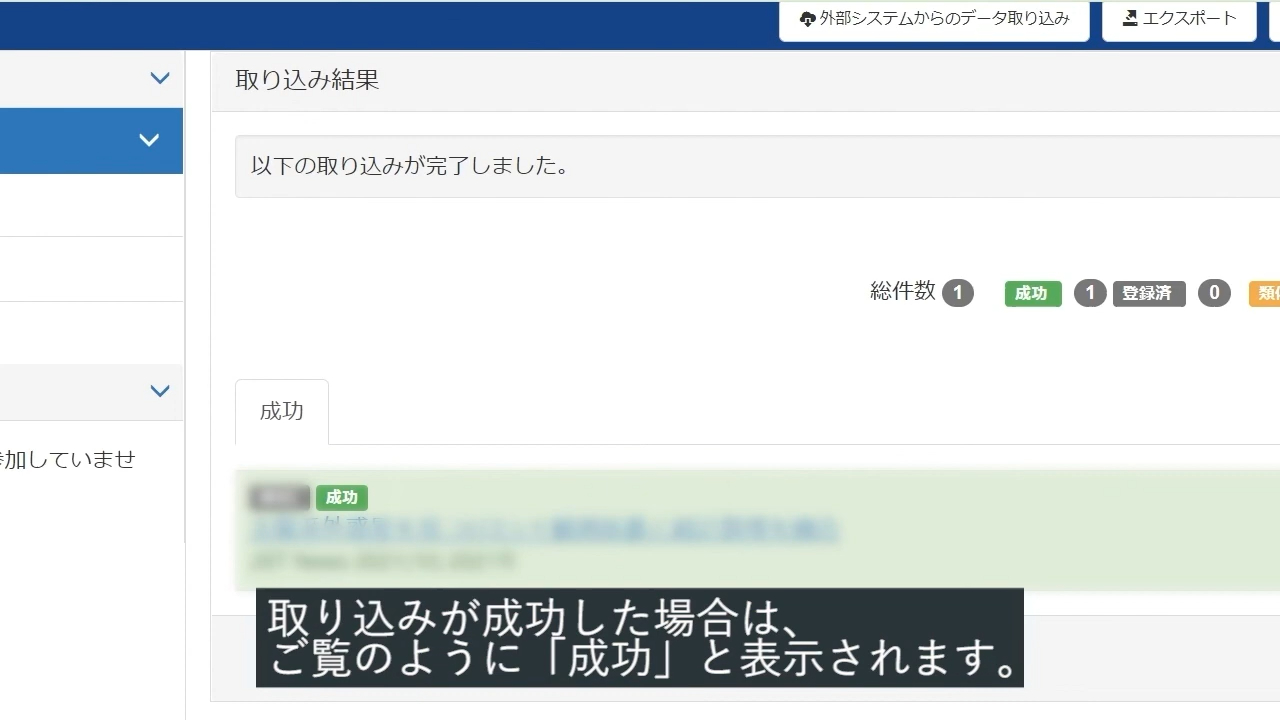 外部システムからのデータ取り込み
エクスポート
取り込み結果
以下の取り込みが完了しました。
総件数 1 成功 1 登録済 0
成功
加していませ
成功
取り込みが成功した場合は、
ご覧のように「成功」と表示されます。